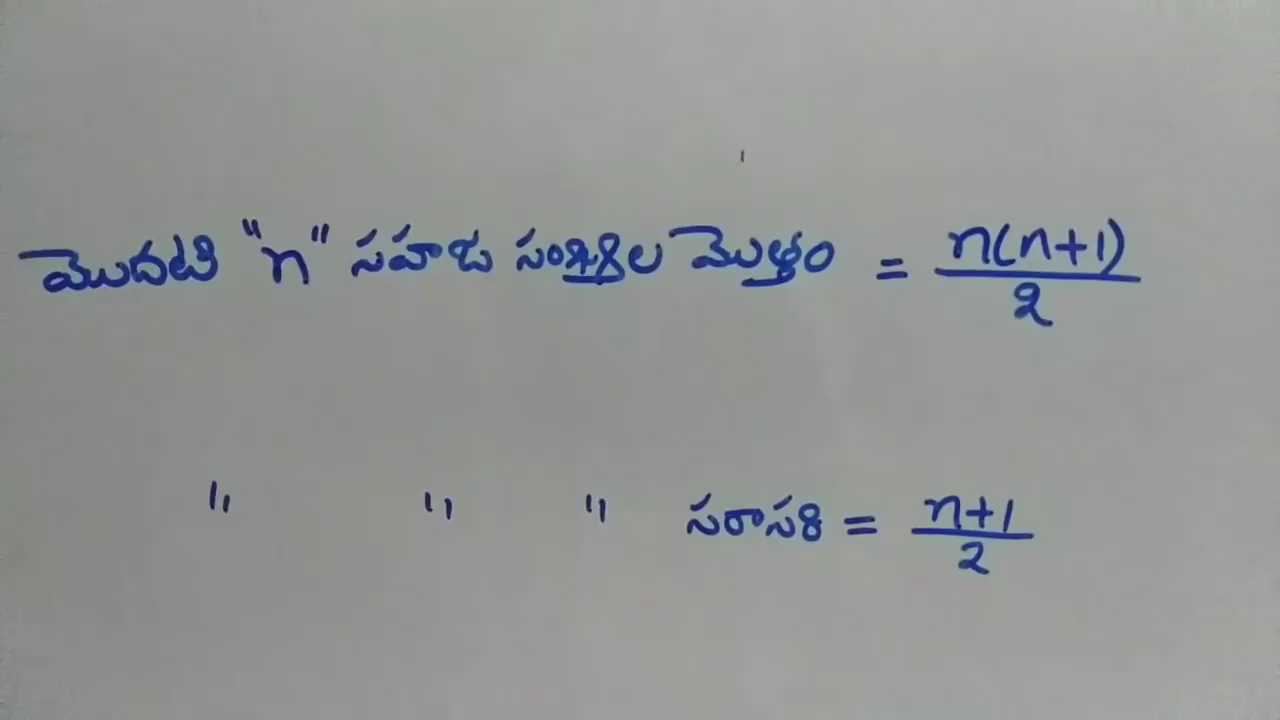 మొదటి "n" సహజ సంఖ్యల మొత్తం = n(n+1)/2
" " " సరాసరి = n+1/2